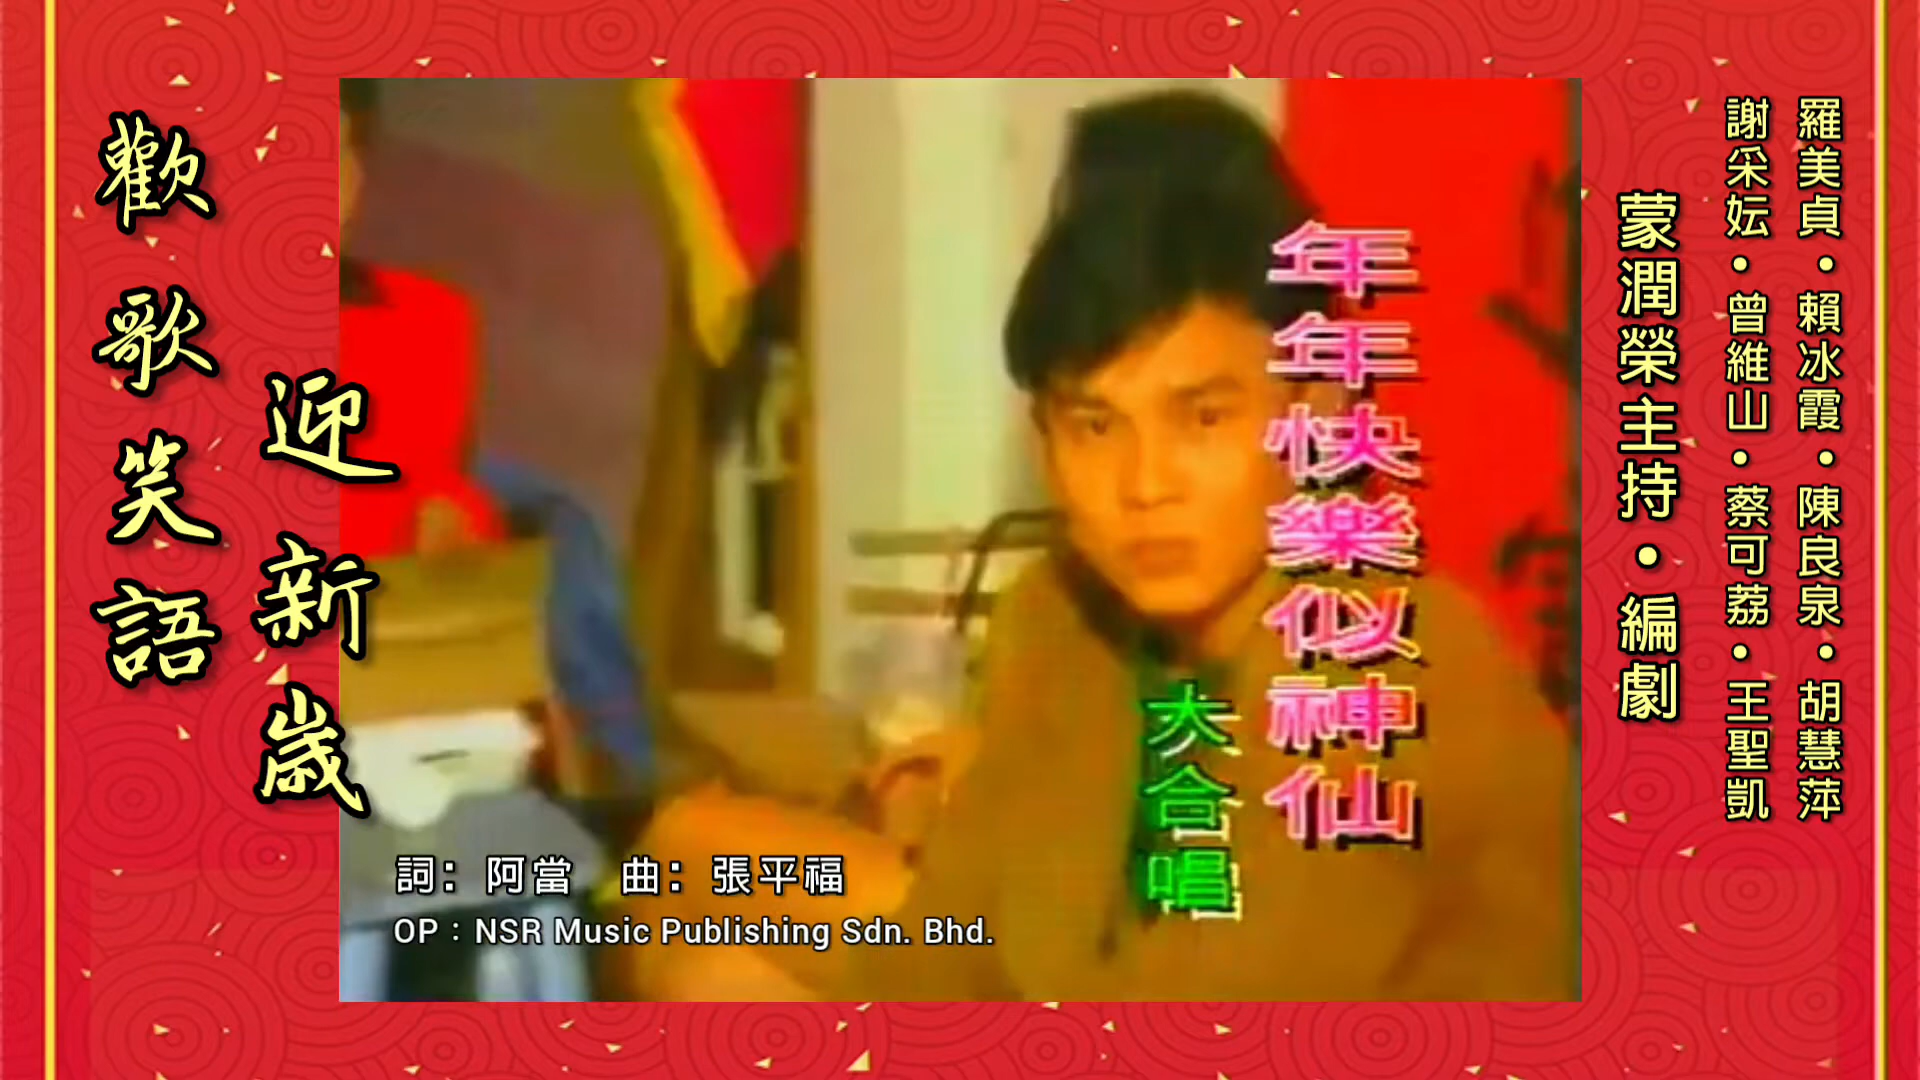 歡歌笑語
迎新歲
年年快樂似神仙
大合唱
詞：阿當 曲：張平福
OP：NSR Music Publishing Sdn. Bhd.
羅美貞・賴冰霞・陳良泉・胡慧萍
謝采妘・曾維山・蔡可荔・王聖凱
蒙潤榮主持・編劇